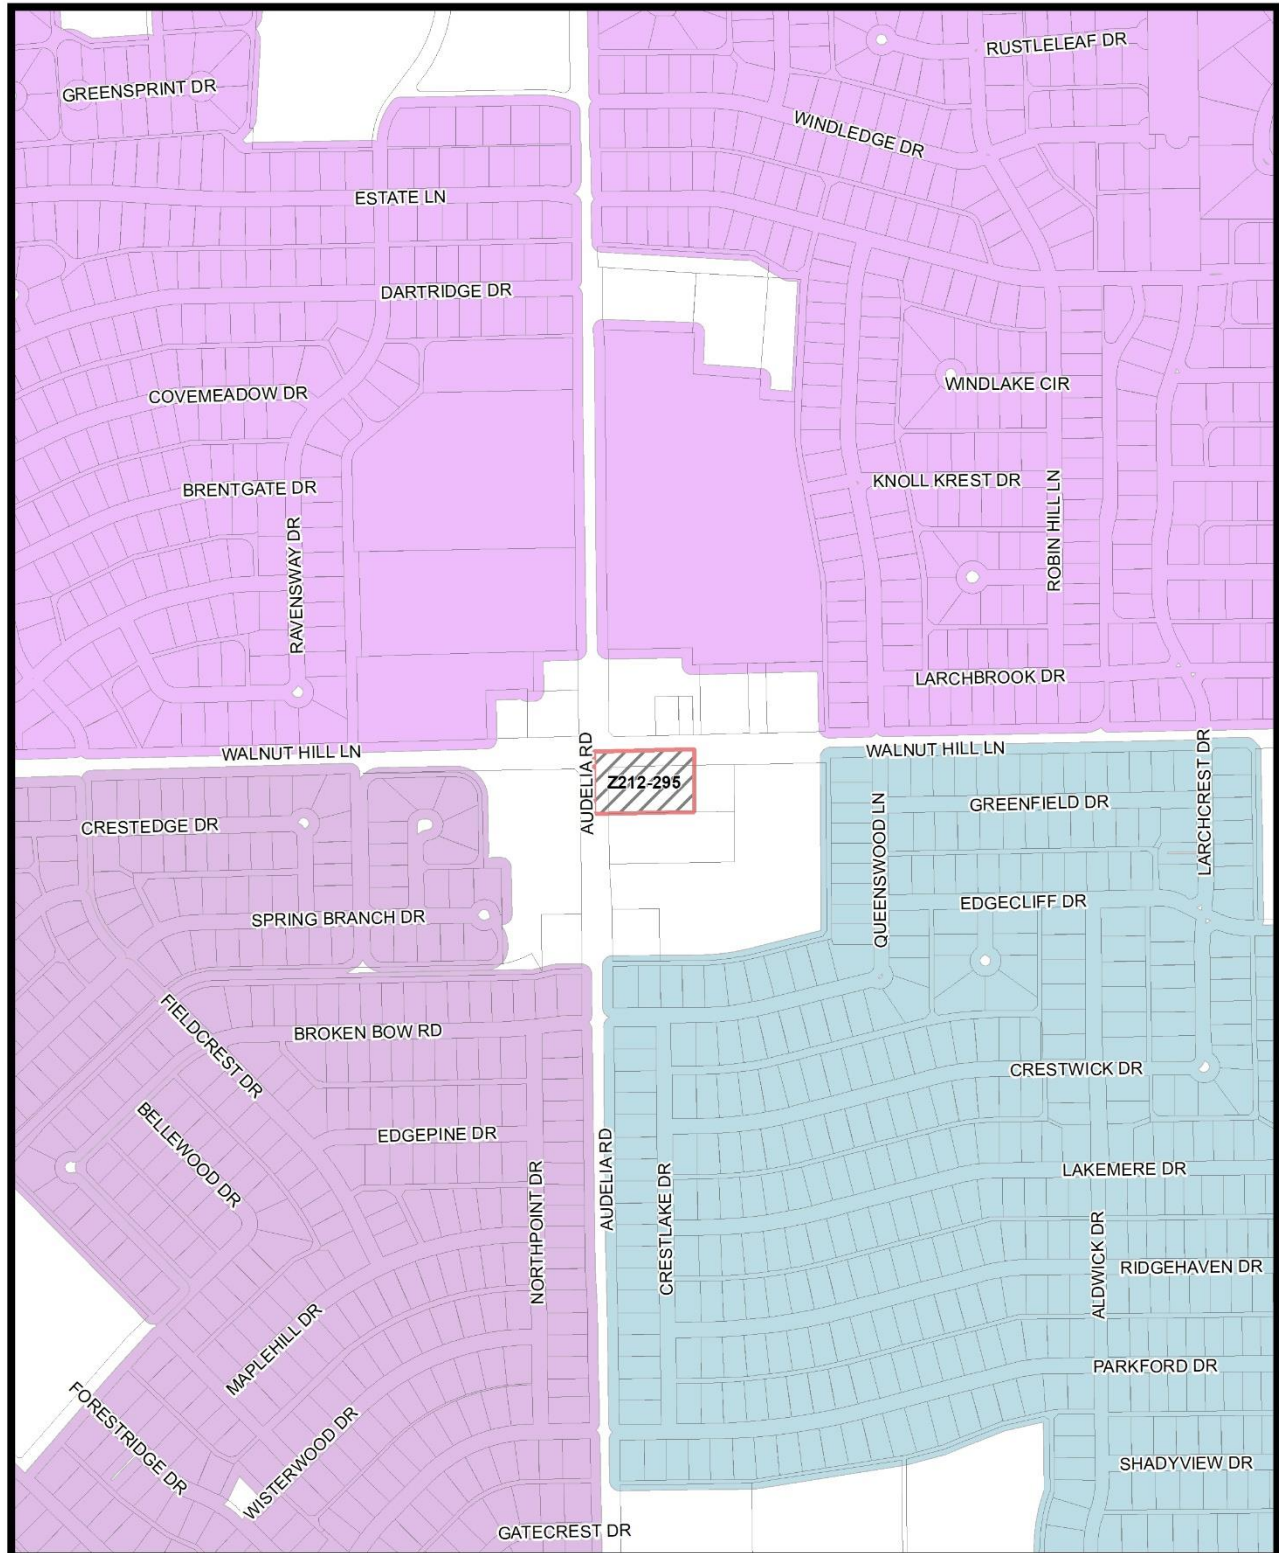 RUSTLELEAF DR
GREENSPRINT DR
WINDLEDGE DR
ESTATE LN
DARTRIDGE DR
WINDLAKE CIR
COVEMEADOW DR
KNOLL KREST DR
BRENTGATE DR
ROBIN HILL LN
RAVENSWAY DR
LARCHBROOK DR
WALNUT HILL LN
AUDELIA RD
WALNUT HILL LN
LARCHCREST DR
Z212-295
GREENFIELD DR
CRESTEDGE DR
QUEENSWOOD LN
EDGECLIFF DR
SPRING BRANCH DR
FIELDCREST DR
BROKEN BOW RD
CRESTWICK DR
BELLEWOOD DR
EDGEPINE DR
AUDELIA RD
LAKEMERE DR
NORTHPOINT DR
CRESTLAKE DR
ALDWICK DR
RIDGEHAVEN DR
MAPLEHILL DR
PARKFORD DR
FORESTRIDGE DR
WISTERWOOD DR
SHADYVIEW DR
GATECREST DR